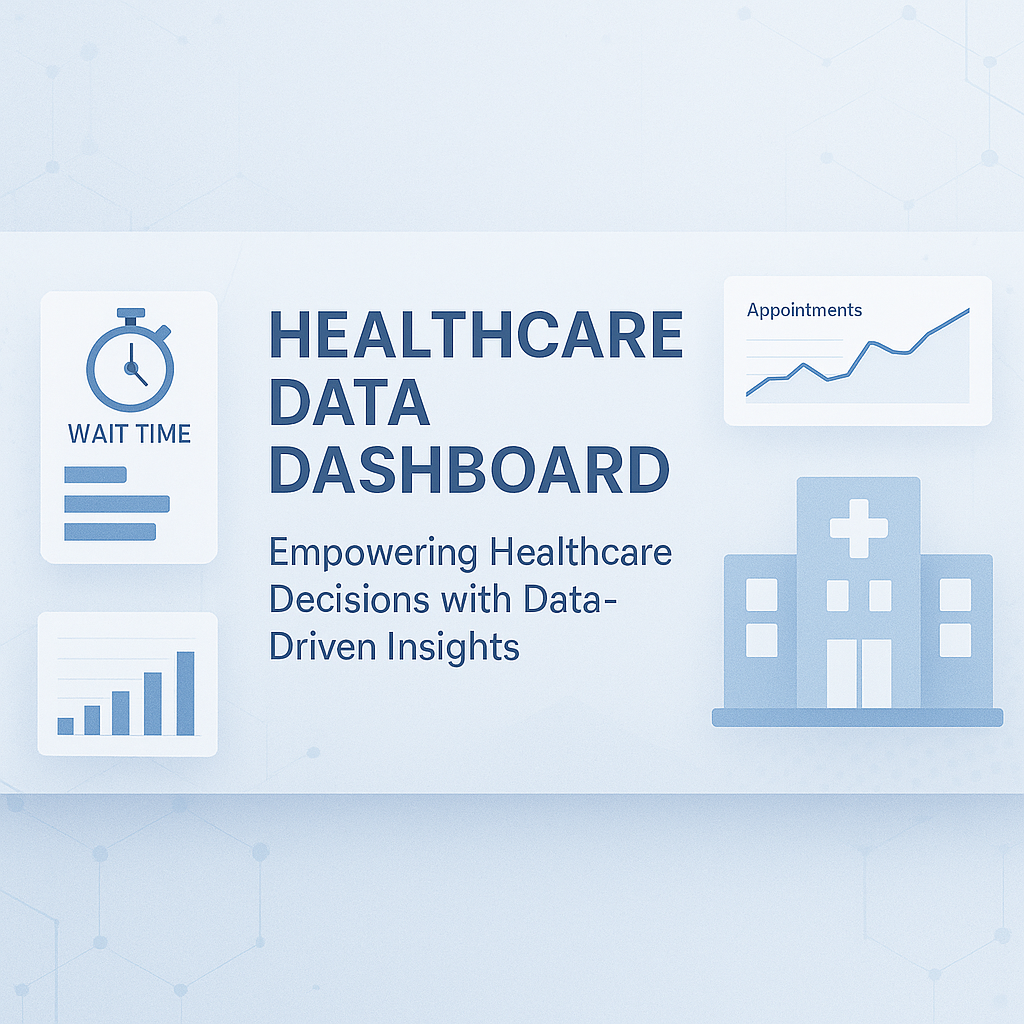 WAIT TIME
HEALTHCARE
DATA
DASHBOARD
Empowering Healthcare
Decisions with Data-
Driven Insights
Appointments